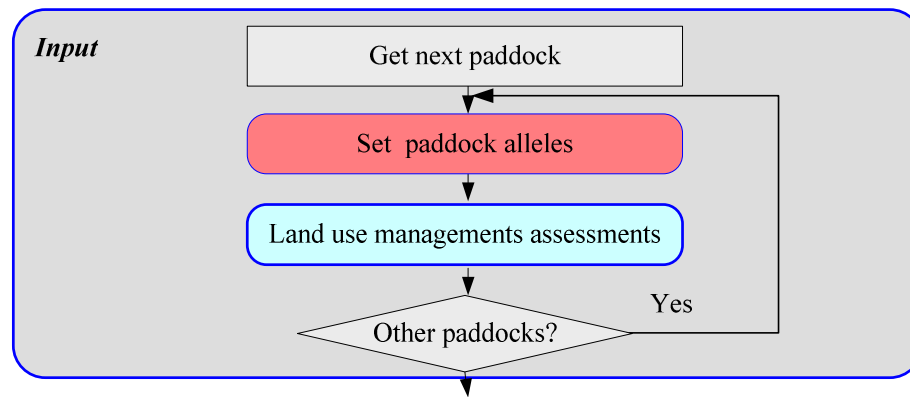 Input
Get next paddock
Set paddock alleles
Land use managements assessments
Yes
Other paddocks?